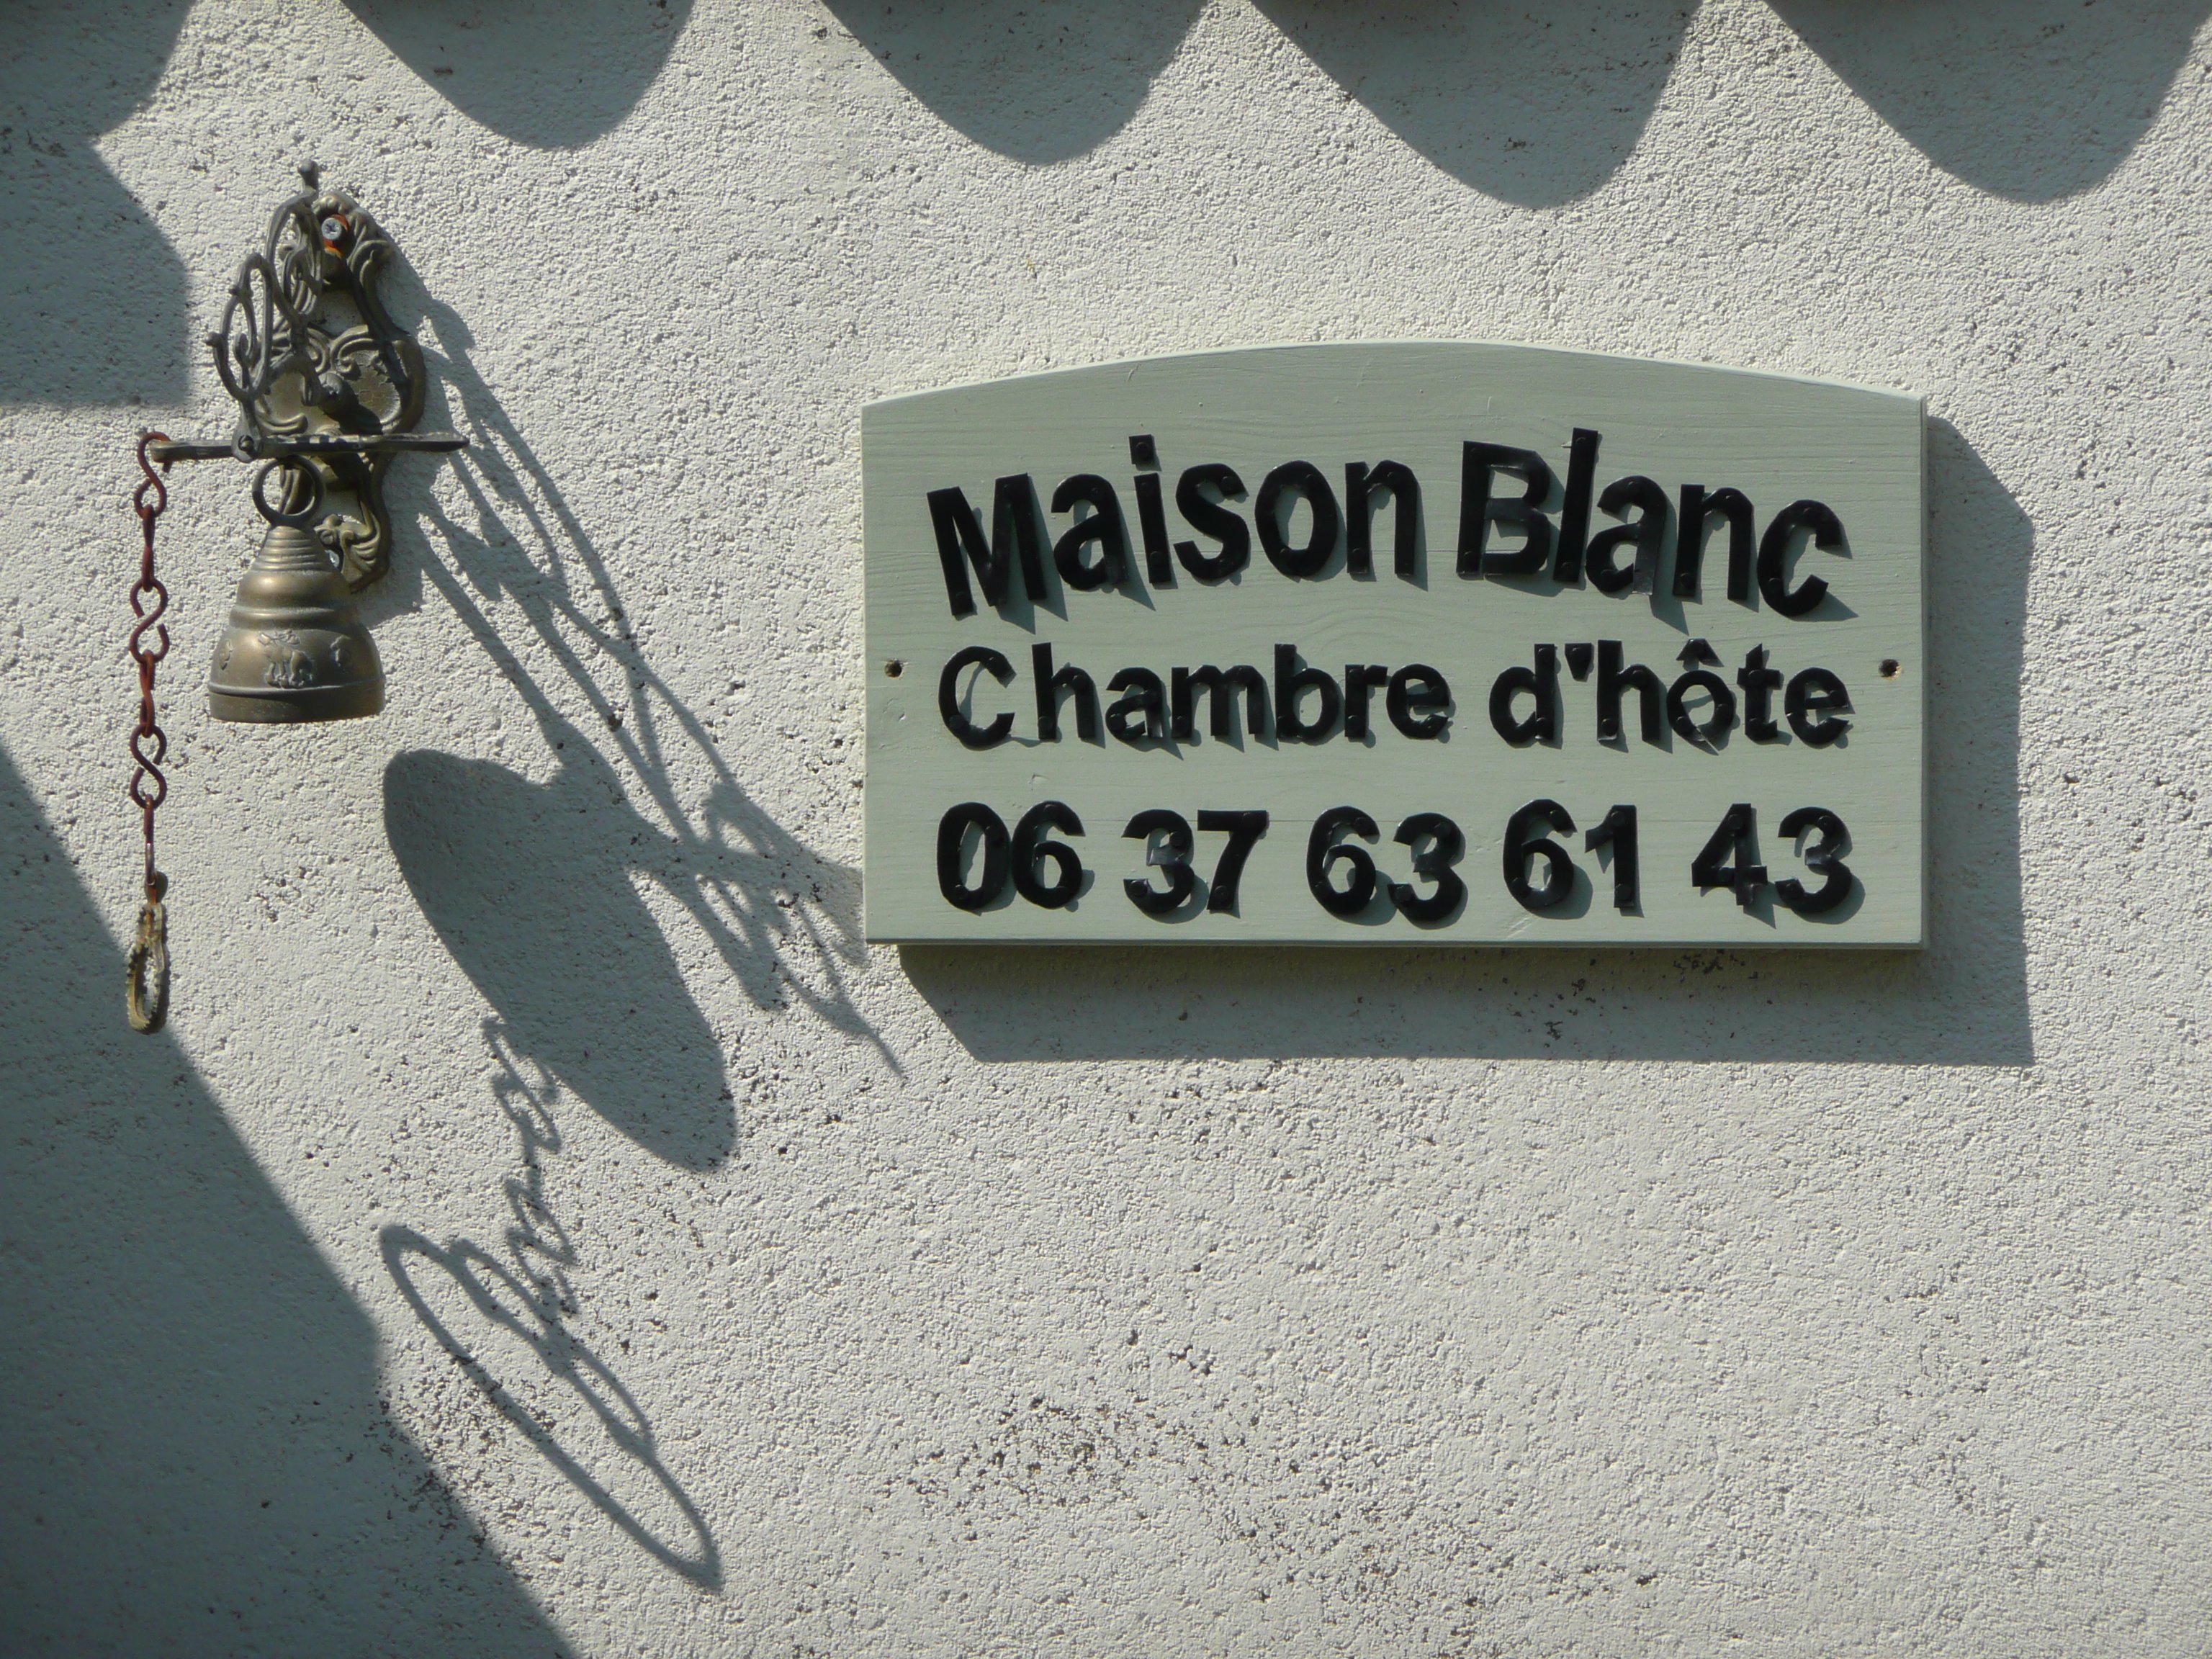 Maison Blanc
Chambre d'hôte
06 37 63 61 43